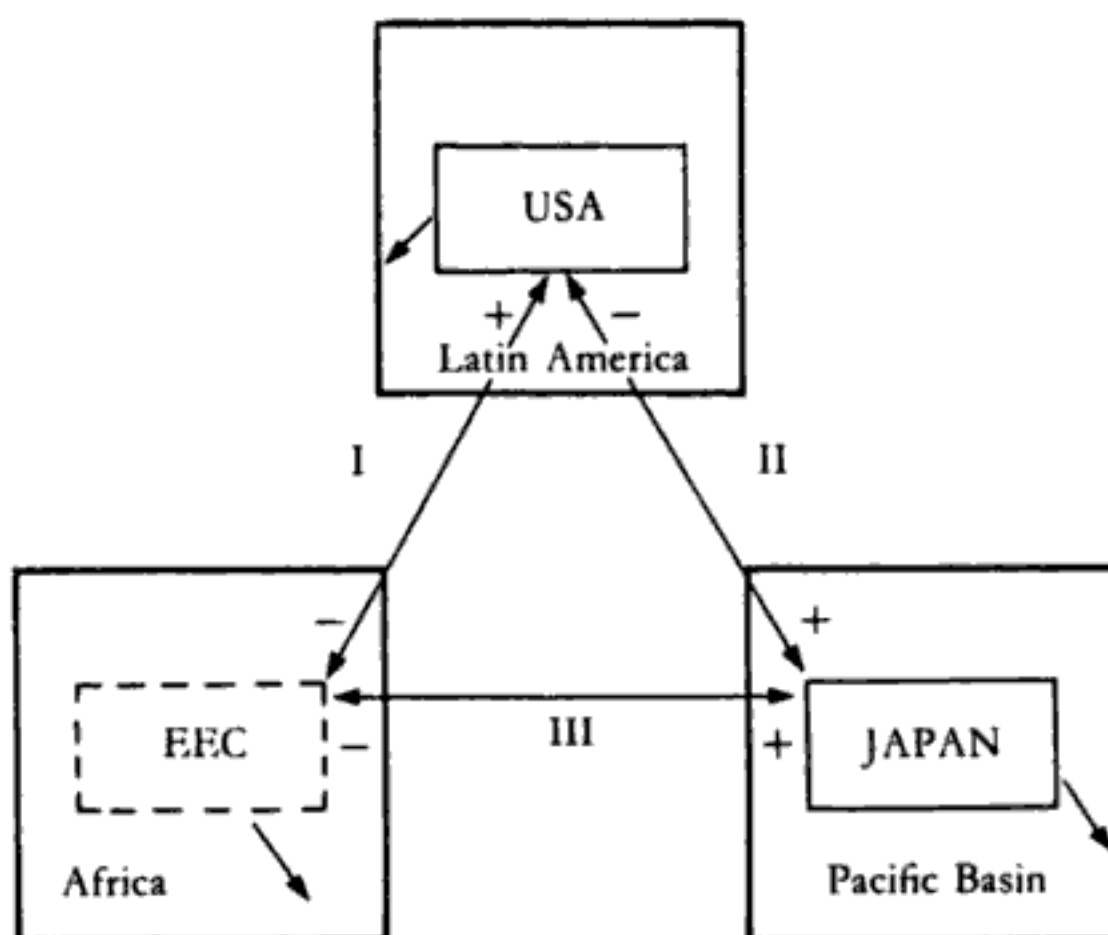 USA
+ −
Latin America
I II
− +
EEC − III + JAPAN
Africa Pacific Basin